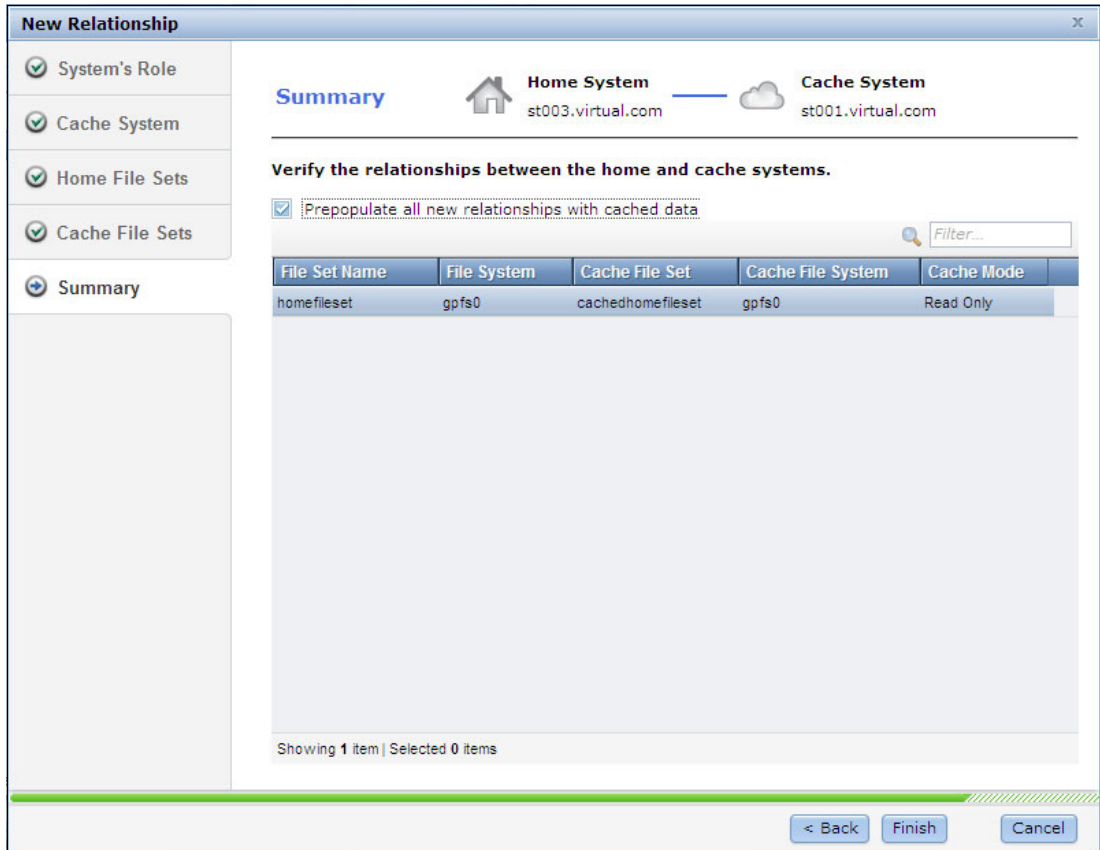 New Relationship
x
System's Role
Cache System
Home File Sets
Cache File Sets
Summary
Summary
Home System
st003.virtual.com
Cache System
st001.virtual.com
Verify the relationships between the home and cache systems.
Prepopulate all new relationships with cached data
Filter...
File Set Name File System Cache File Set Cache File System Cache Mode
homefileset gpfs0 cachedhomefileset gpfs0 Read Only
Showing 1 item | Selected 0 items
< Back Finish Cancel